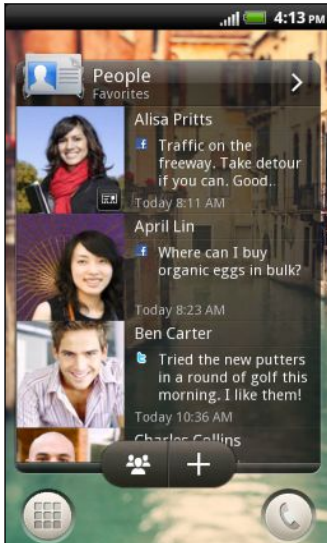 4:13 PM
People
Favorites
Alisa Pritts
Traffic on the
freeway. Take detour
if you can. Good..
Today 8:11 AM
April Lin
Where can I buy
organic eggs in bulk?
Today 8:23 AM
Ben Carter
Tried the new putters
in a round of golf this
morning. I like them!
Today 10:36 AM
Charles Collins